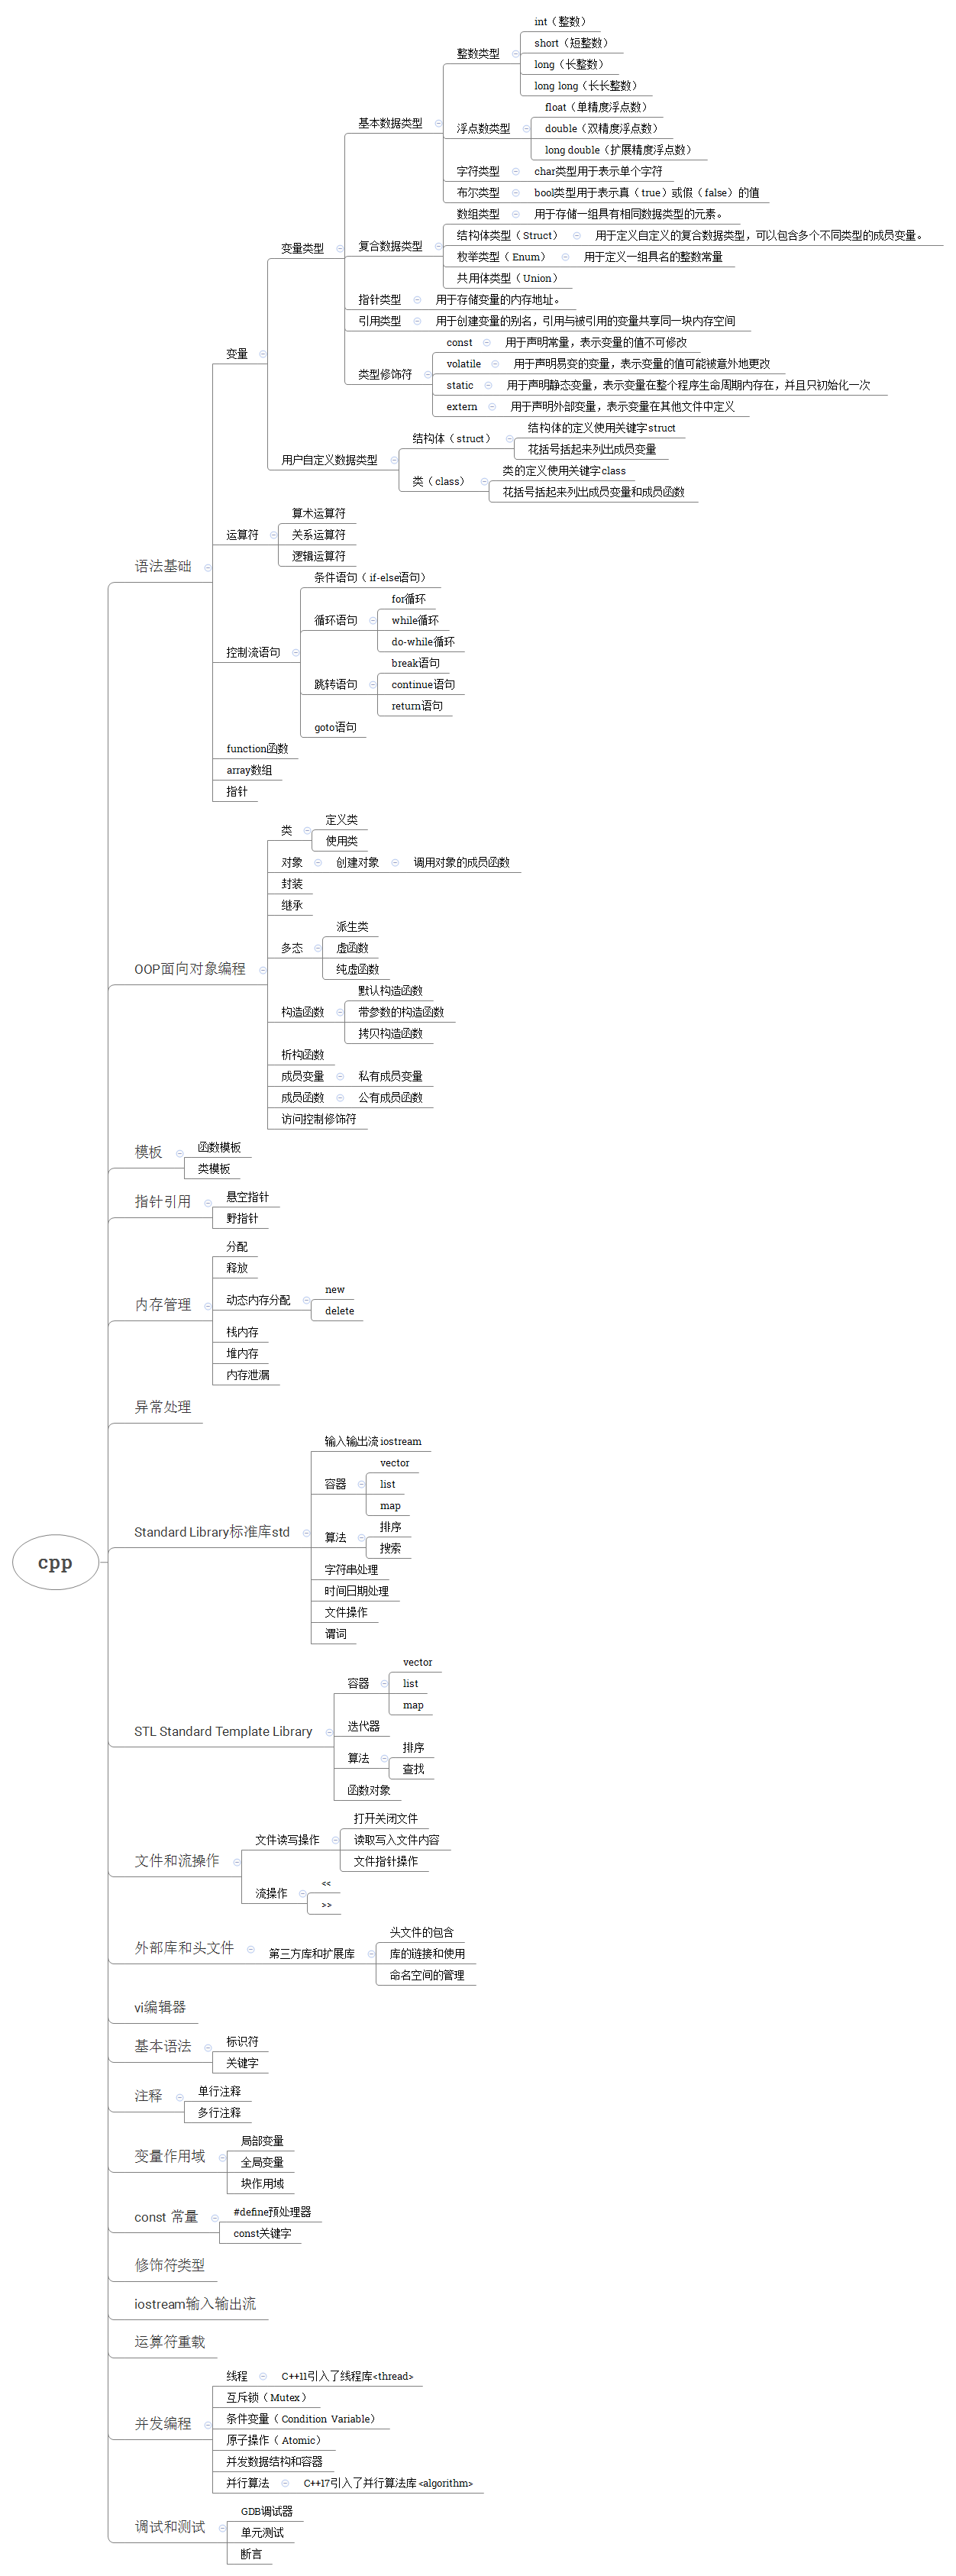 cpp
语法基础
变量
变量类型
基本数据类型
整数类型
int（整数）
short（短整数）
long（长整数）
long long（长长整数）
浮点数类型
float（单精度浮点数）
double（双精度浮点数）
long double（扩展精度浮点数）
字符类型
char类型用于表示单个字符
布尔类型
bool类型用于表示真（true）或假（false）的值
复合数据类型
数组类型
用于存储一组具有相同数据类型的元素。
结构体类型（Struct）
用于定义自定义的复合数据类型，可以包含多个不同类型的成员变量。
枚举类型（Enum）
用于定义一组具名的整数常量
共用体类型（Union）
指针类型
用于存储变量的内存地址。
引用类型
用于创建变量的别名，引用与被引用的变量共享同一块内存空间
类型修饰符
const
用于声明常量，表示变量的值不可修改
volatile
用于声明易变的变量，表示变量的值可能被意外地更改
static
用于声明静态变量，表示变量在整个程序生命周期内存在，并且只初始化一次
extern
用于声明外部变量，表示变量在其他文件中定义
用户自定义数据类型
结构体（struct）
结构体的定义使用关键字struct
花括号括起来列出成员变量
类（class）
类的定义使用关键字class
花括号括起来列出成员变量和成员函数
运算符
算术运算符
关系运算符
逻辑运算符
控制流语句
条件语句（if-else语句）
循环语句
for循环
while循环
do-while循环
跳转语句
break语句
continue语句
return语句
goto语句
function函数
array数组
指针
OOP面向对象编程
类
定义类
使用类
对象
创建对象
调用对象的成员函数
封装
继承
多态
派生类
虚函数
纯虚函数
构造函数
默认构造函数
带参数的构造函数
拷贝构造函数
析构函数
成员变量
私有成员变量
成员函数
公有成员函数
访问控制修饰符
模板
函数模板
类模板
指针引用
悬空指针
野指针
内存管理
分配
释放
动态内存分配
new
delete
栈内存
堆内存
内存泄漏
异常处理
Standard Library标准库std
输入输出流 iostream
容器
vector
list
map
算法
排序
搜索
字符串处理
时间日期处理
文件操作
谓词
STL Standard Template Library
容器
vector
list
map
迭代器
算法
排序
查找
函数对象
文件和流操作
文件读写操作
打开关闭文件
读取写入文件内容
文件指针操作
流操作
<<
>>
外部库和头文件
第三方库和扩展库
头文件的包含
库的链接和使用
命名空间的管理
vi编辑器
基本语法
标识符
关键字
注释
单行注释
多行注释
变量作用域
局部变量
全局变量
块作用域
const 常量
#define预处理器
const关键字
修饰符类型
iostream输入输出流
运算符重载
并发编程
线程
C++11引入了线程库<thread>
互斥锁（Mutex）
条件变量（Condition Variable）
原子操作（Atomic）
并发数据结构和容器
并行算法
C++17引入了并行算法库 <algorithm>
调试和测试
GDB调试器
单元测试
断言